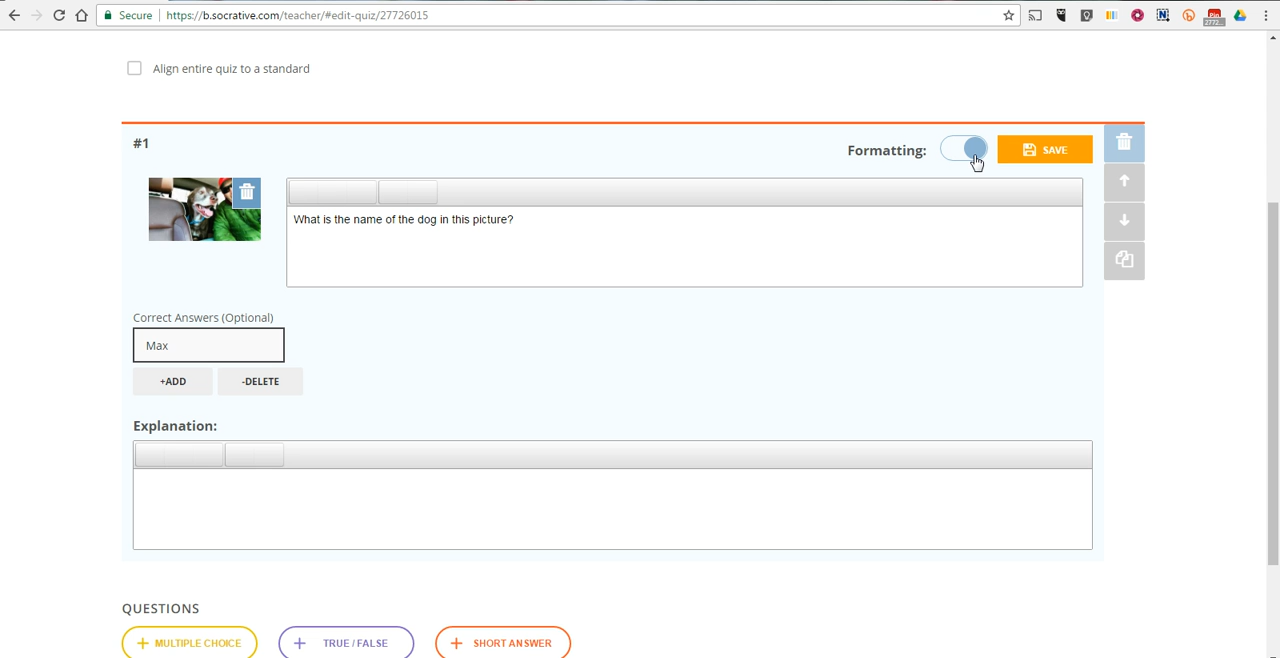 Secure https://b.socrative.com/teacher/#edit-quiz/27726015
Align entire quiz to a standard
#1
Formatting:
SAVE
What is the name of the dog in this picture?
Correct Answers (Optional)
Max
+ADD -DELETE
Explanation:
QUESTIONS
+ MULTIPLE CHOICE + TRUE / FALSE + SHORT ANSWER